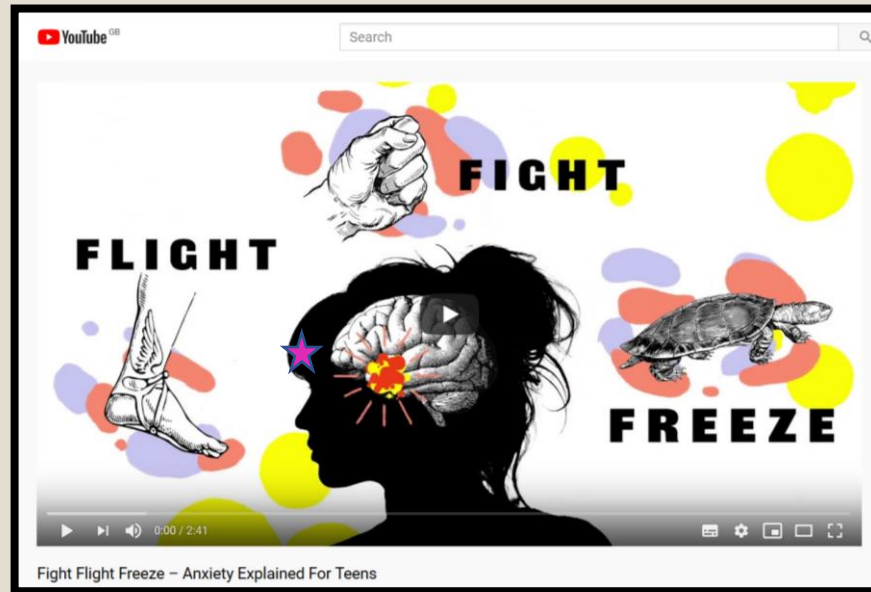 YouTube GB
Search
FIGHT
FLIGHT
FREEZE
0:00 / 2:41
Fight Flight Freeze – Anxiety Explained For Teens